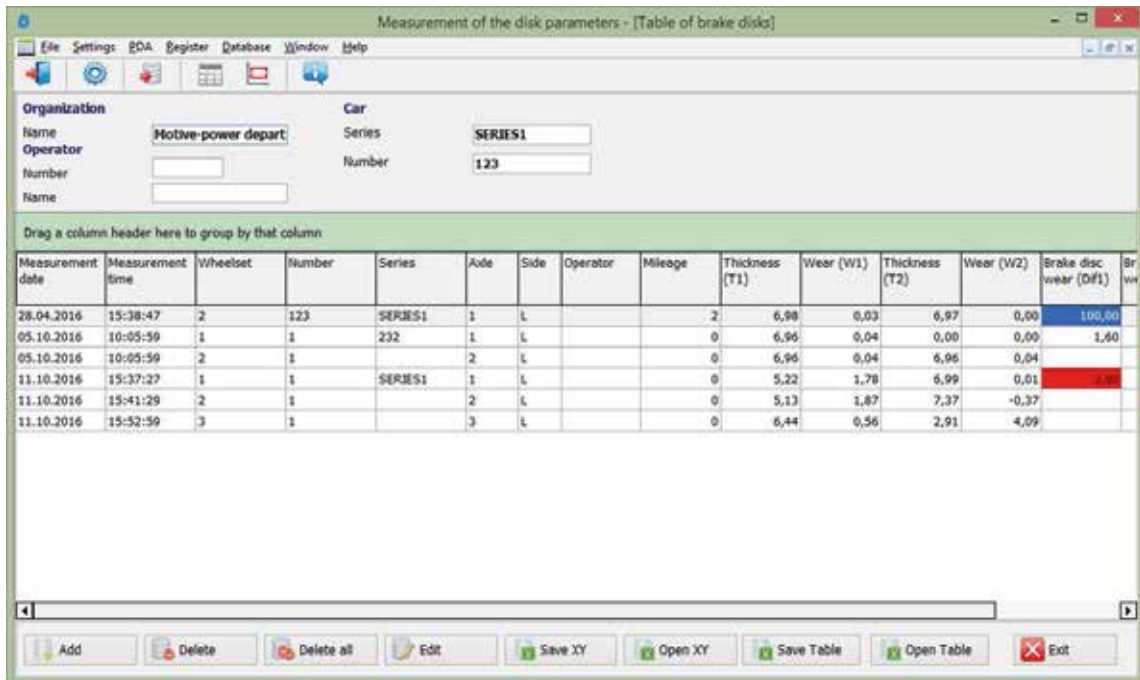 Measurement of the disk parameters - [Table of brake disks]
File Settings PDA Register Database Window Help
Organization
Car
Name Motive-power depart
Series SERIES1
Operator
Number
Number 123
Name
Drag a column header here to group by that column
Measurement date Measurement time Wheelset Number Series Axle Side Operator Mileage Thickness (T1) Wear (W1) Thickness (T2) Wear (W2) Brake disc wear (Dif1)
28.04.2016 15:38:47 2 123 SERIES1 1 L 2 6,98 0,03 6,97 0,00 100,00
05.10.2016 10:05:59 1 1 232 1 L 0 6,96 0,04 0,00 0,00 1,60
05.10.2016 10:05:59 2 1 2 L 0 6,96 0,04 6,96 0,04
11.10.2016 15:37:27 1 1 SERIES1 1 L 0 5,22 1,78 6,99 0,01
11.10.2016 15:41:29 2 1 2 L 0 5,13 1,87 7,37 -0,37
11.10.2016 15:52:59 3 1 3 L 0 6,44 0,56 2,91 4,09
Add Delete Delete all Edit Save XY Open XY Save Table Open Table Exit